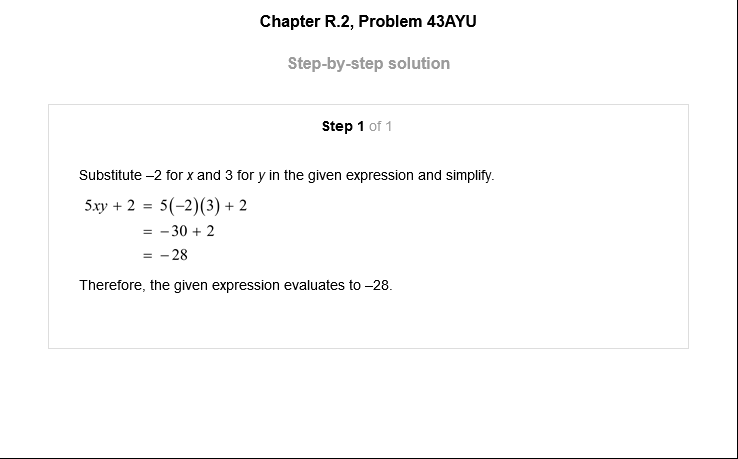 Chapter R.2, Problem 43AYU
Step-by-step solution
Step 1 of 1
Substitute –2 for x and 3 for y in the given expression and simplify.
5xy + 2 = 5(−2)(3) + 2
= −30 + 2
= −28
Therefore, the given expression evaluates to –28.